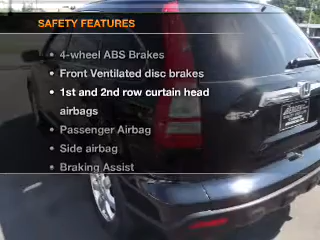 SAFETY FEATURES
• 4-wheel ABS Brakes
• Front Ventilated disc brakes
• 1st and 2nd row curtain head
airbags
• Passenger Airbag
• Side airbag
• Braking Assist
CR-V